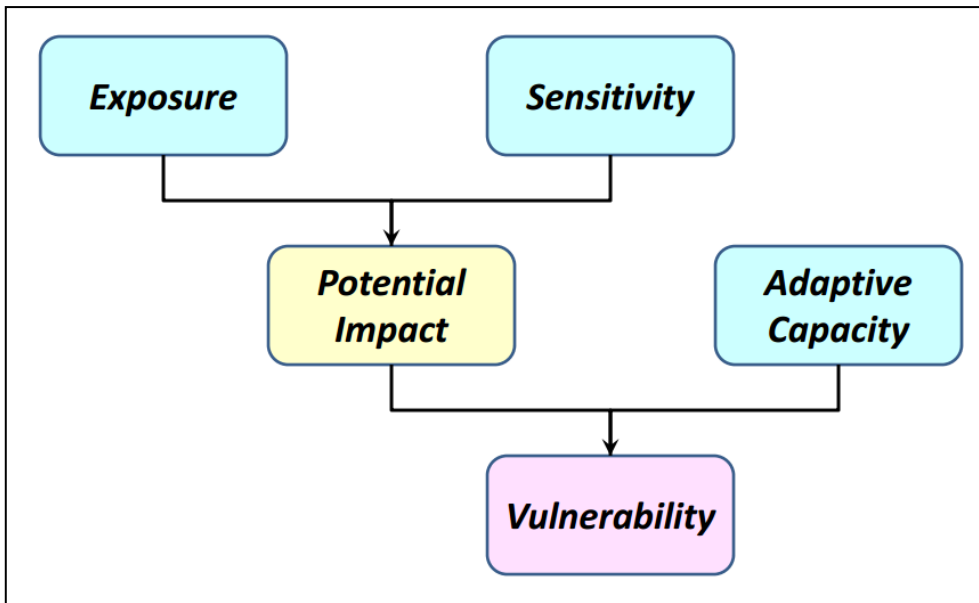 Exposure
Sensitivity
Potential
Impact
Adaptive
Capacity
Vulnerability